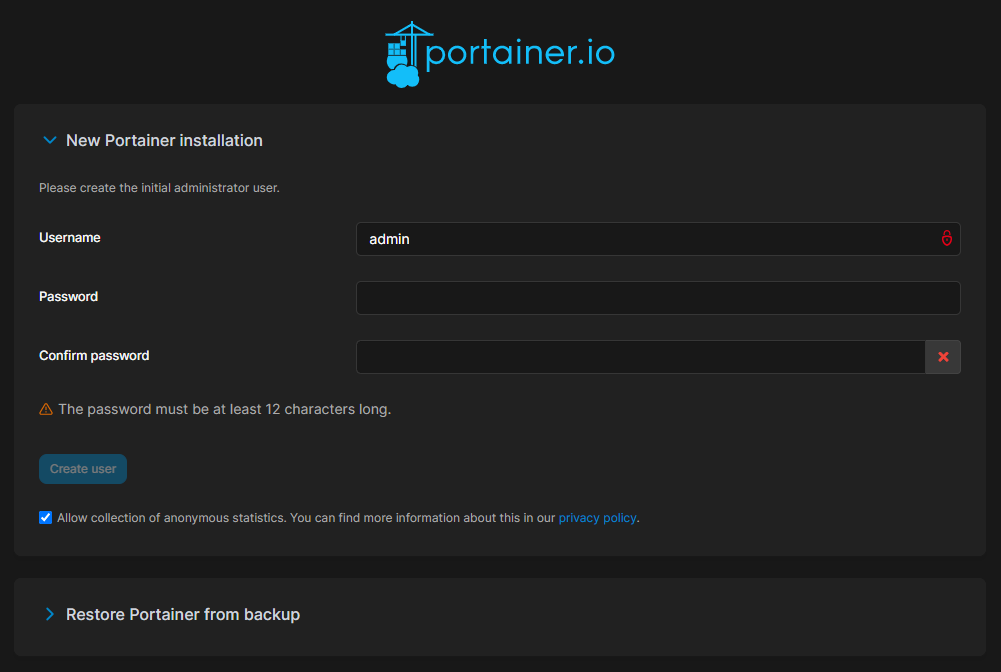 portainer.io
New Portainer installation
Please create the initial administrator user.
Username
admin
Password
Confirm password
The password must be at least 12 characters long.
Create user
Allow collection of anonymous statistics. You can find more information about this in our privacy policy.
Restore Portainer from backup